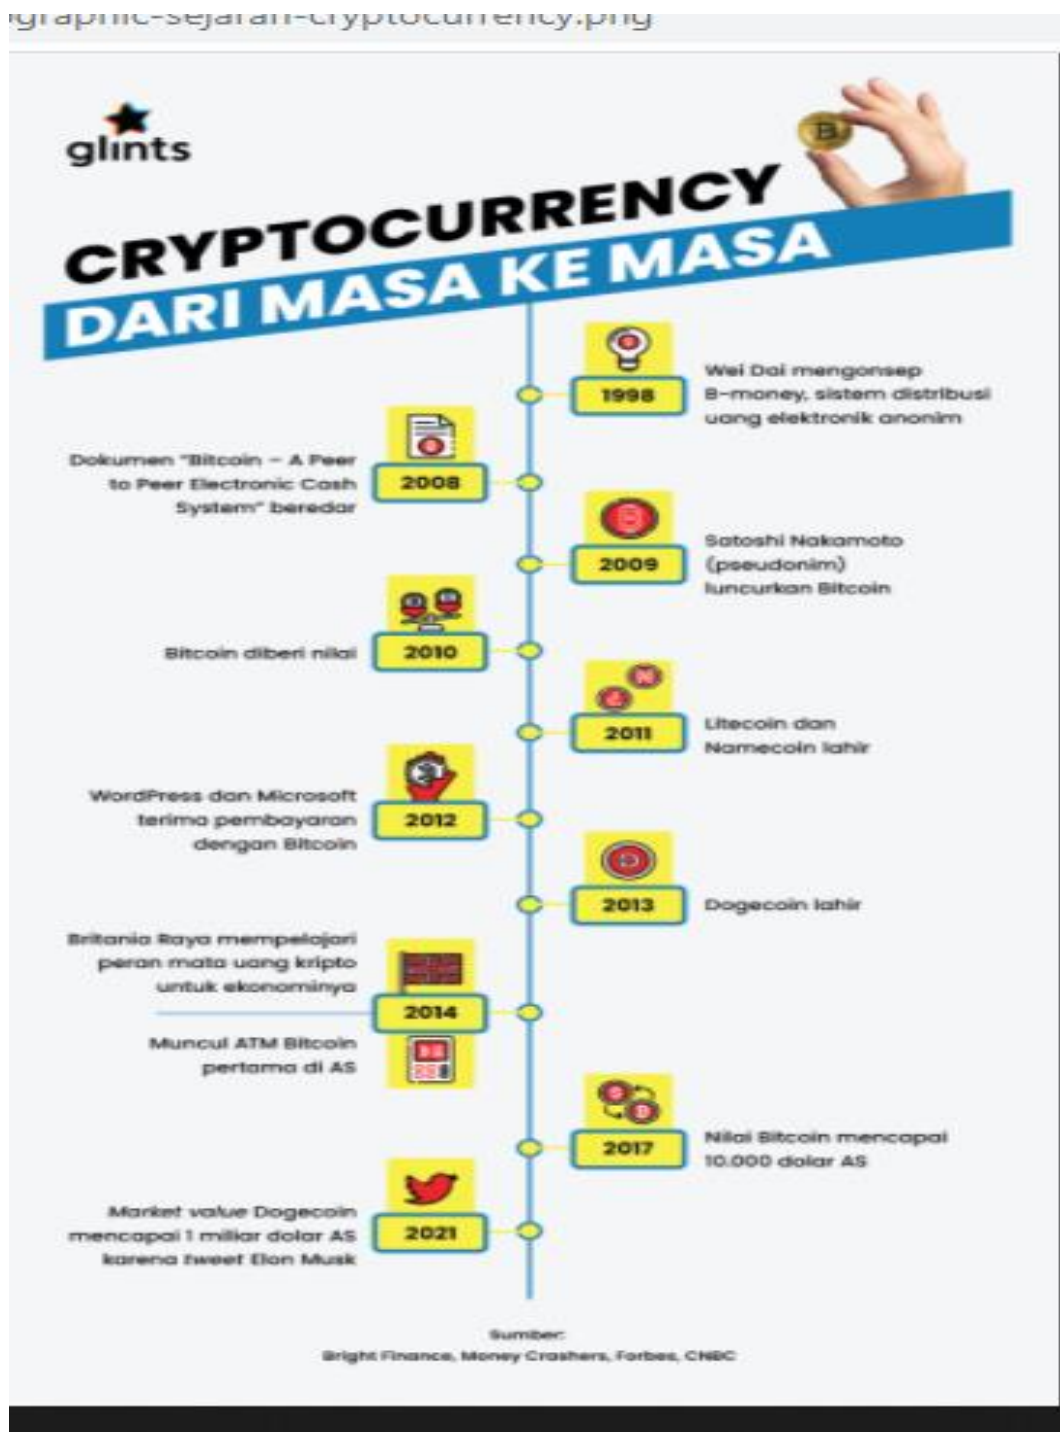 ographic-sejarah-cryptocurrency.png
glints
CRYPTOCURRENCY
DARI MASA KE MASA
1998
Wei Dai mengonsep
B-money, sistem distribusi
uang elektronik anonim
Dokumen "Bitcoin – A Peer
to Peer Electronic Cash
System" beredar
2008
2009
Satoshi Nakamoto
(pseudonim)
luncurkan Bitcoin
Bitcoin diberi nilai
2010
2011
Litecoin dan
Namecoin lahir
WordPress dan Microsoft
terima pembayaran
dengan Bitcoin
2012
2013
Dogecoin lahir
Britania Raya mempelajari
peran mata uang kripto
untuk ekonominya
2014
Muncul ATM Bitcoin
pertama di AS
2017
Nilai Bitcoin mencapai
10.000 dolar AS
Market value Dogecoin
mencapai 1 miliar dolar AS
karena tweet Elon Musk
2021
Sumber:
Bright Finance, Money Crashers, Forbes, CNBC